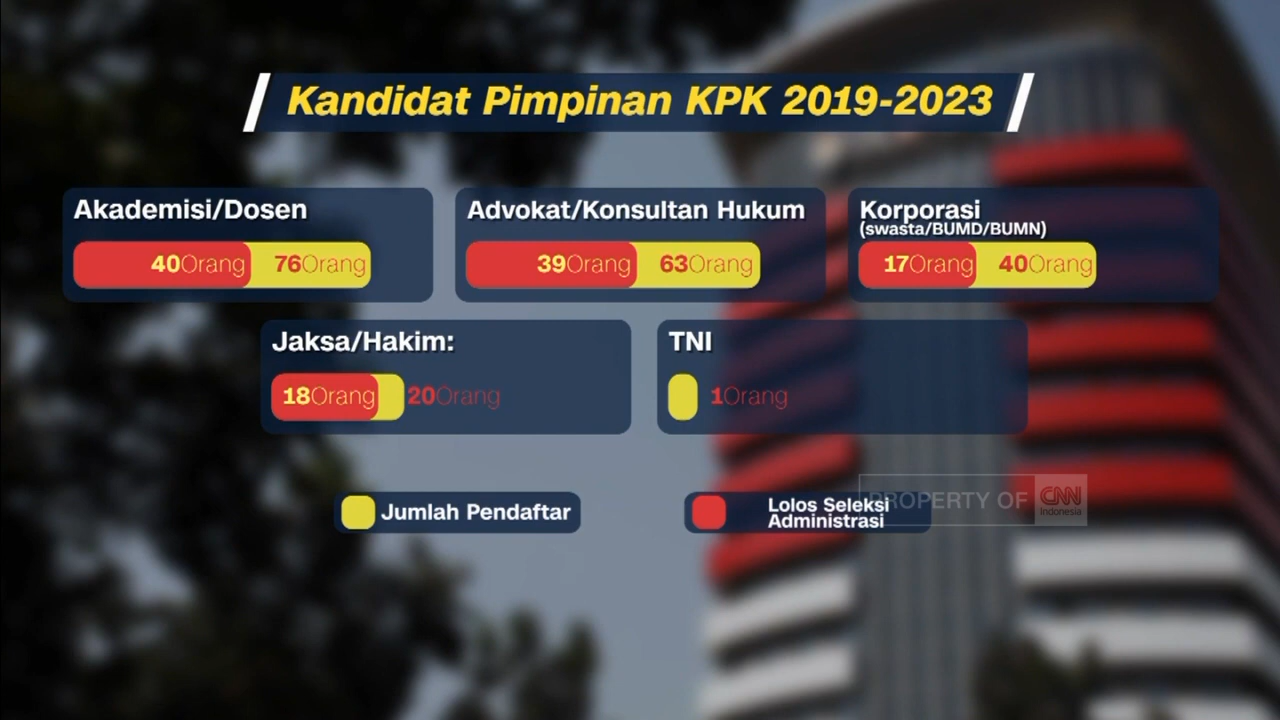 Kandidat Pimpinan KPK 2019-2023
Akademisi/Dosen
40Orang 76Orang
Advokat/Konsultan Hukum
39Orang 63Orang
Korporasi
(swasta/BUMD/BUMN)
17Orang 40Orang
Jaksa/Hakim:
18Orang 20Orang
TNI
1Orang
Jumlah Pendaftar
Lolos Seleksi
Administrasi
PROPERTY OF CNN
Indonesia